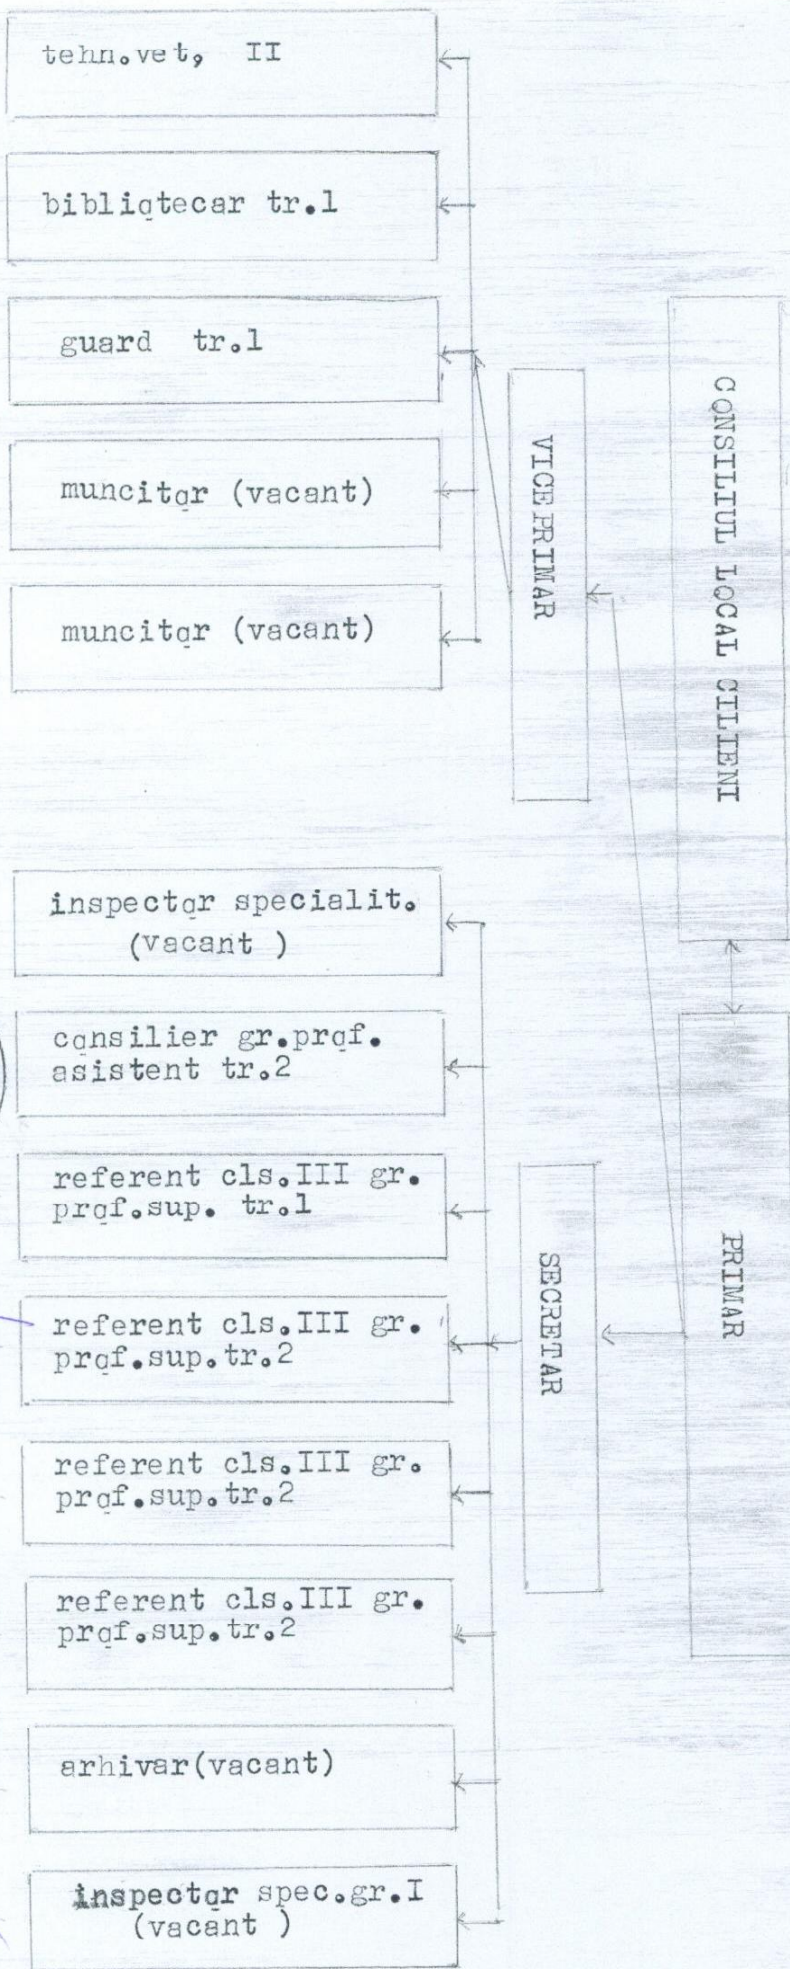 CONSILIUL LOCAL CILIENI
PRIMAR
VICEPRIMAR
SECRETAR
tehn.vet, II
bibliotecar tr.1
guard tr.1
muncitor (vacant)
muncitor (vacant)
inspector specialit.
(vacant )
consilier gr.prof.
asistent tr.2
referent cls.III gr.
prof.sup. tr.1
referent cls.III gr.
prof.sup.tr.2
referent cls.III gr.
prof.sup.tr.2
referent cls.III gr.
prof.sup.tr.2
arhivar(vacant)
inspector spec.gr.I
(vacant )